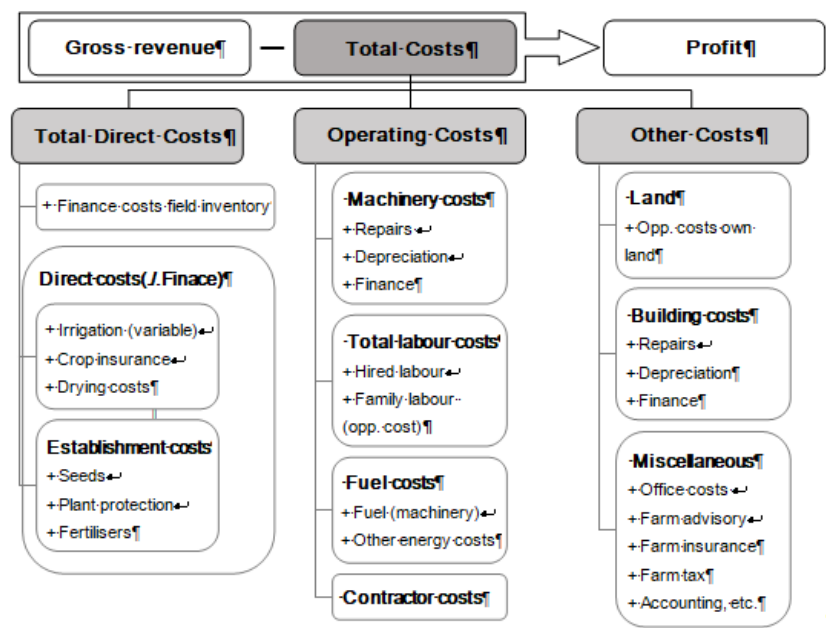 Gross·revenue¶
—
Total·Costs¶
Profit¶
Total·Direct·Costs¶
+·Finance·costs·field·inventory
Direct·costs(./.Finace)¶
+·Irrigation·(variable)↵
+·Crop·insurance↵
+·Drying·costs¶
Establishment·costs
+·Seeds↵
+·Plant·protection↵
+·Fertilisers¶
Operating·Costs¶
·Machinery·costs¶
+·Repairs·↵
+·Depreciation↵
+·Finance¶
·Total·labour·costs
+·Hired·labour↵
+·Family·labour··
(opp.·cost)¶
·Fuel·costs¶
+·Fuel·(machinery)↵
+·Other·energy·costs¶
·Contractor·costs¶
Other·Costs¶
·Land¶
+·Opp.·costs·own·
land¶
·Building·costs¶
+·Repairs↵
+·Depreciation¶
+·Finance¶
·Miscellaneous¶
+·Office·costs·↵
+·Farm·advisory↵
+·Farm·insurance¶
+·Farm·tax¶
+·Accounting,·etc.¶